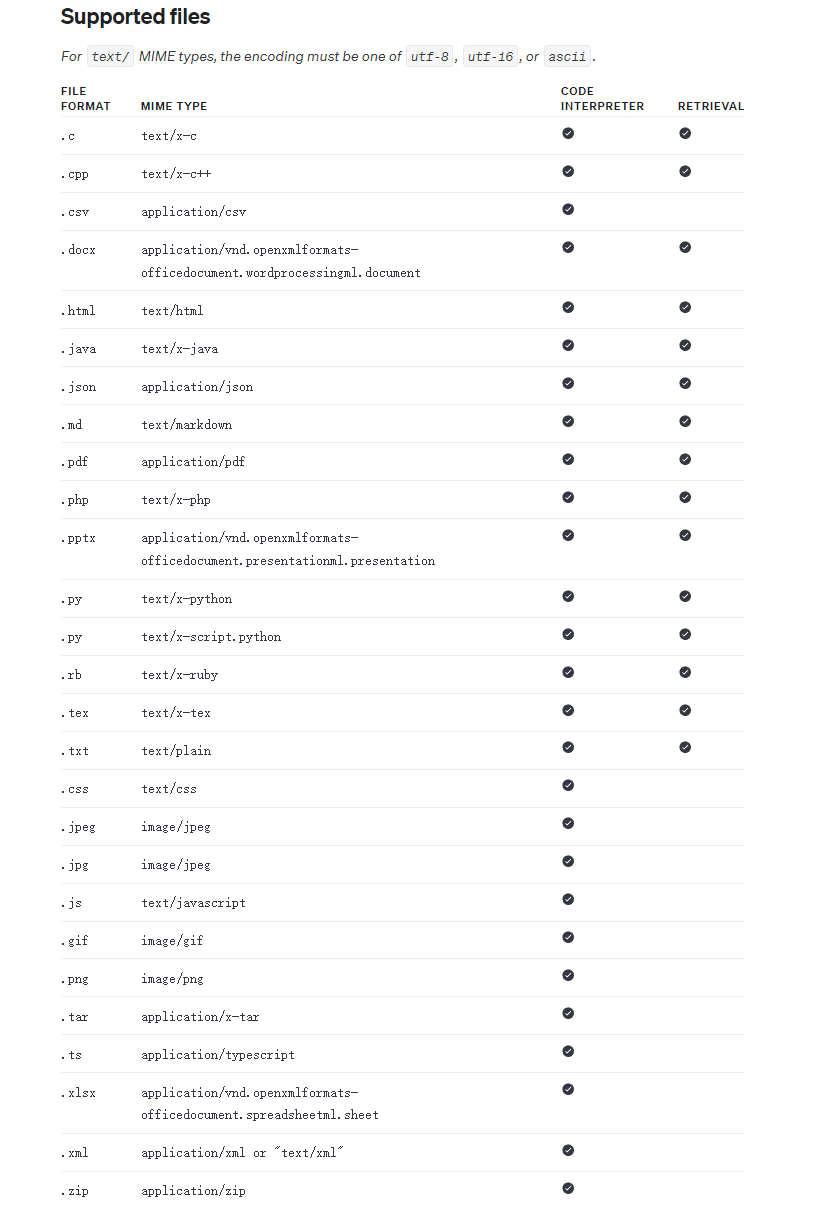 Supported files
For text/ MIME types, the encoding must be one of utf-8, utf-16, or ascii.
FILE FORMAT MIME TYPE CODE INTERPRETER RETRIEVAL
.c text/x-c
.cpp text/x-c++
.csv application/csv
.docx application/vnd.openxmlformats-
officedocument.wordprocessingml.document
.html text/html
.java text/x-java
.json application/json
.md text/markdown
.pdf application/pdf
.php text/x-php
.pptx application/vnd.openxmlformats-
officedocument.presentationml.presentation
.py text/x-python
.py text/x-script.python
.rb text/x-ruby
.tex text/x-tex
.txt text/plain
.css text/css
.jpeg image/jpeg
.jpg image/jpeg
.js text/javascript
.gif image/gif
.png image/png
.tar application/x-tar
.ts application/typescript
.xlsx application/vnd.openxmlformats-
officedocument.spreadsheetml.sheet
.xml application/xml or "text/xml"
.zip application/zip